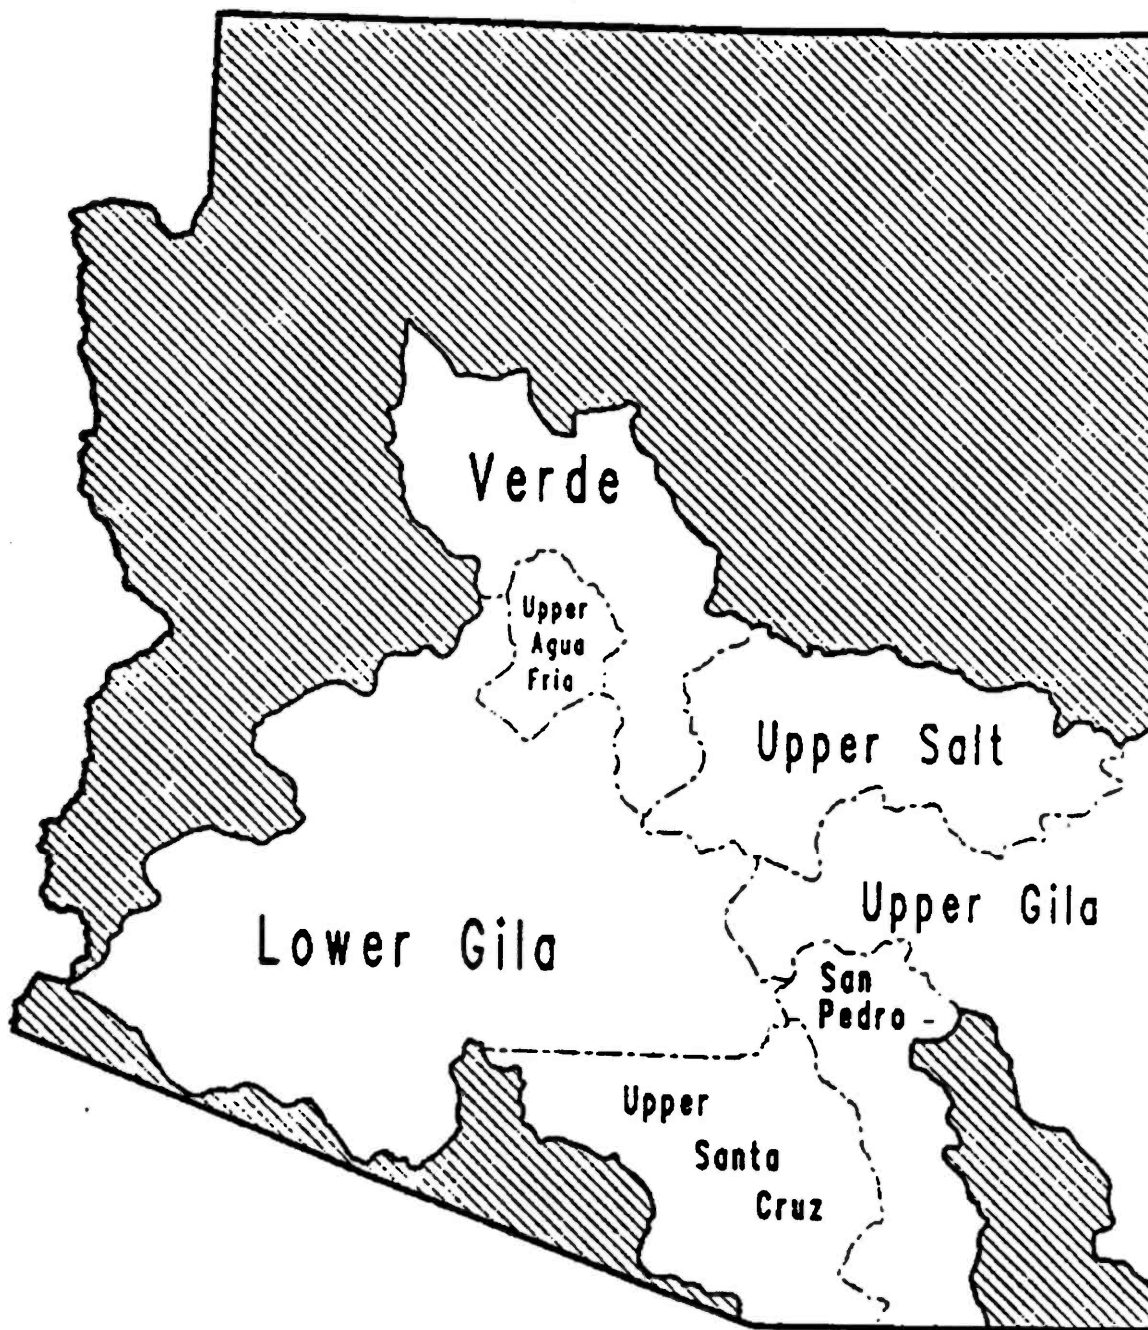 Verde
Upper
Agua
Fria
Upper Salt
Upper Gila
Lower Gila
San
Pedro
Upper
Santa
Cruz